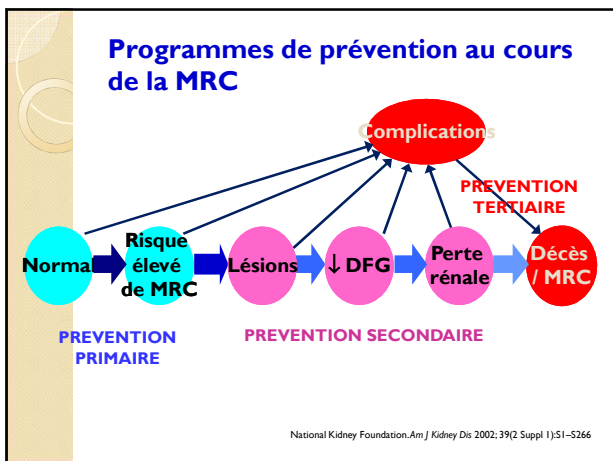 Programmes de prévention au cours
de la MRC
Complications
PREVENTION
TERTIAIRE
Normal
Risque
élevé
de MRC
Lésions
↓ DFG
Perte
rénale
Décès
/ MRC
PREVENTION
PRIMAIRE
PREVENTION SECONDAIRE
National Kidney Foundation. Am J Kidney Dis 2002; 39(2 Suppl 1):S1–S266